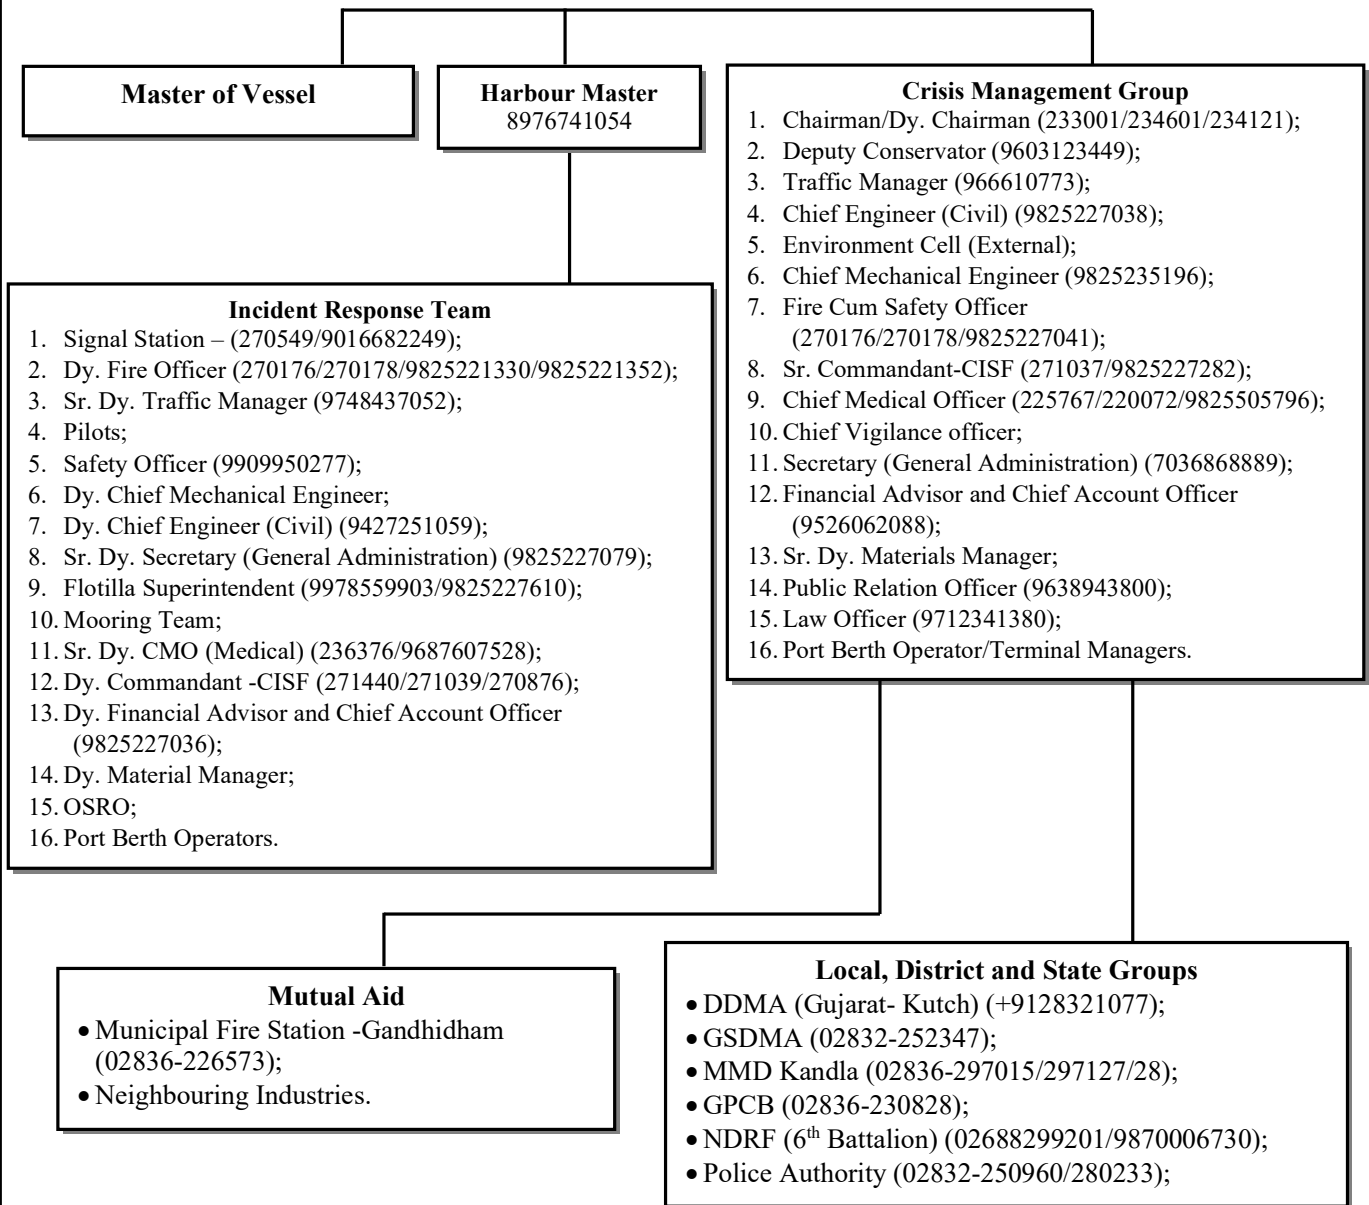 Master of Vessel
Harbour Master
8976741054
Crisis Management Group
1. Chairman/Dy. Chairman (233001/234601/234121);
2. Deputy Conservator (9603123449);
3. Traffic Manager (966610773);
4. Chief Engineer (Civil) (9825227038);
5. Environment Cell (External);
6. Chief Mechanical Engineer (9825235196);
7. Fire Cum Safety Officer
(270176/270178/9825227041);
8. Sr. Commandant-CISF (271037/9825227282);
9. Chief Medical Officer (225767/220072/9825505796);
10. Chief Vigilance officer;
11. Secretary (General Administration) (7036868889);
12. Financial Advisor and Chief Account Officer
(9526062088);
13. Sr. Dy. Materials Manager;
14. Public Relation Officer (9638943800);
15. Law Officer (9712341380);
16. Port Berth Operator/Terminal Managers.
Incident Response Team
1. Signal Station – (270549/9016682249);
2. Dy. Fire Officer (270176/270178/9825221330/9825221352);
3. Sr. Dy. Traffic Manager (9748437052);
4. Pilots;
5. Safety Officer (9909950277);
6. Dy. Chief Mechanical Engineer;
7. Dy. Chief Engineer (Civil) (9427251059);
8. Sr. Dy. Secretary (General Administration) (9825227079);
9. Flotilla Superintendent (9978559903/9825227610);
10. Mooring Team;
11. Sr. Dy. CMO (Medical) (236376/9687607528);
12. Dy. Commandant -CISF (271440/271039/270876);
13. Dy. Financial Advisor and Chief Account Officer
(9825227036);
14. Dy. Material Manager;
15. OSRO;
16. Port Berth Operators.
Mutual Aid
• Municipal Fire Station -Gandhidham
(02836-226573);
• Neighbouring Industries.
Local, District and State Groups
• DDMA (Gujarat- Kutch) (+9128321077);
• GSDMA (02832-252347);
• MMD Kandla (02836-297015/297127/28);
• GPCB (02836-230828);
• NDRF (6th Battalion) (02688299201/9870006730);
• Police Authority (02832-250960/280233);